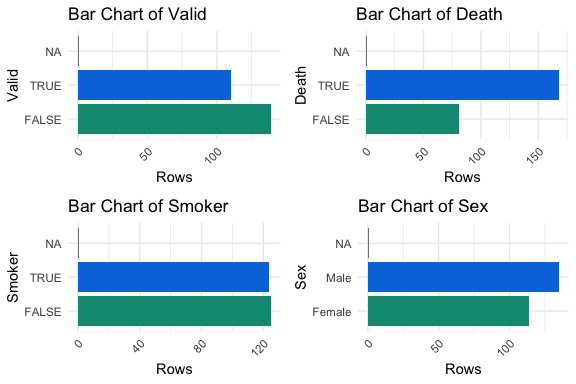 Bar Chart of Valid
Valid
NA
TRUE
FALSE
0 50 100
Rows
Bar Chart of Death
Death
NA
TRUE
FALSE
0 50 100 150
Rows
Bar Chart of Smoker
Smoker
NA
TRUE
FALSE
0 40 80 120
Rows
Bar Chart of Sex
Sex
NA
Male
Female
0 50 100
Rows